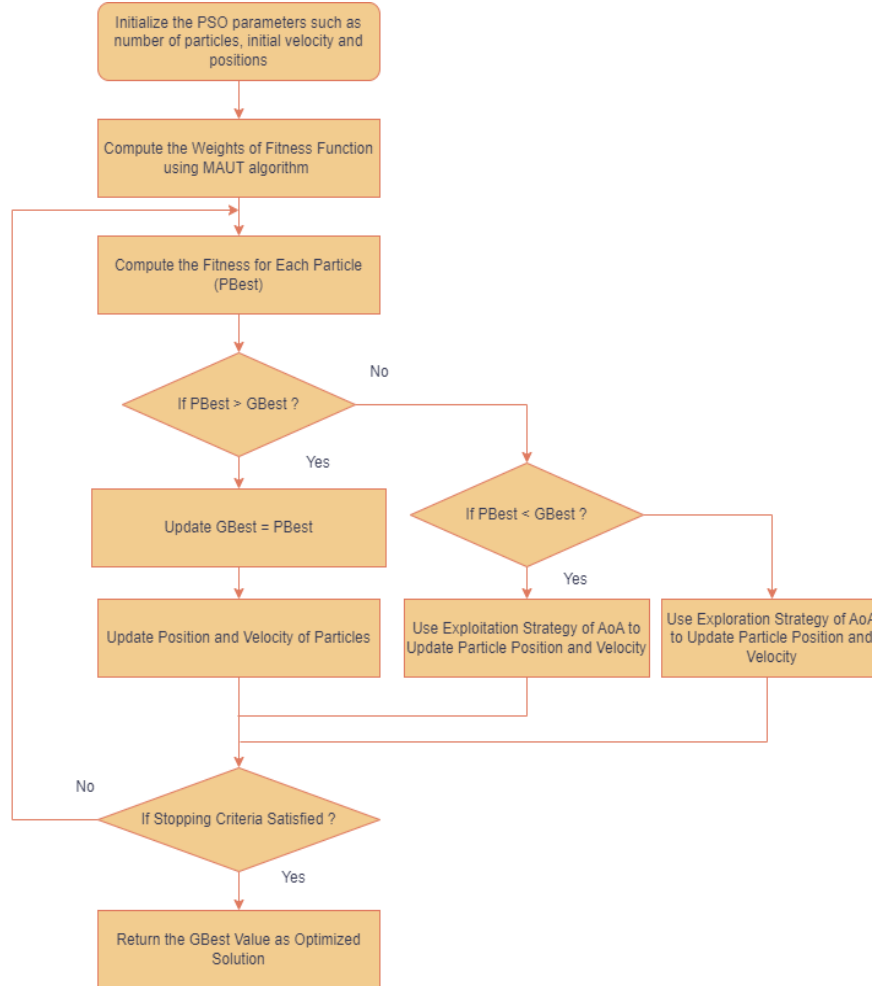 Initialize the PSO parameters such as
number of particles, initial velocity and
positions
Compute the Weights of Fitness Function
using MAUT algorithm
Compute the Fitness for Each Particle
(PBest)
If PBest > GBest ?
No
Yes
Update GBest = PBest
If PBest < GBest ?
Yes
Update Position and Velocity of Particles
Use Exploitation Strategy of AoA to
Update Particle Position and Velocity
Use Exploration Strategy of AoA
to Update Particle Position and
Velocity
No
If Stopping Criteria Satisfied ?
Yes
Return the GBest Value as Optimized
Solution